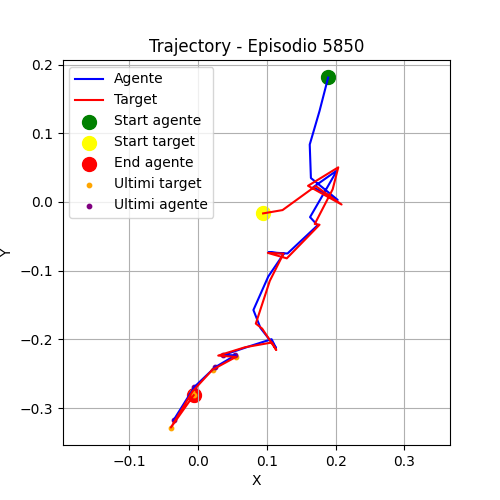 Trajectory - Episodio 5850
Agente
Target
Start agente
Start target
End agente
Ultimi target
Ultimi agente
0.2
0.1
0.0
−0.1
−0.2
−0.3
Y
−0.1
0.0
0.1
0.2
0.3
X